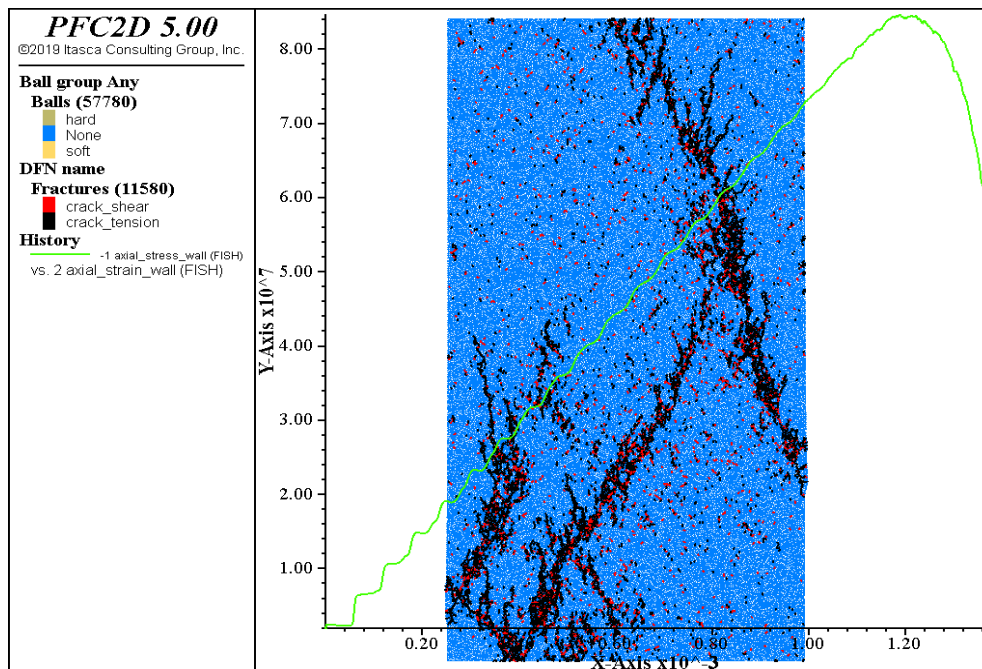 PFC2D 5.00
©2019 Itasca Consulting Group, Inc.
Ball group Any
Balls (57780)
hard
None
soft
DFN name
Fractures (11580)
crack_shear
crack_tension
History
-1 axial_stress_wall (FISH)
vs. 2 axial_strain_wall (FISH)
Y-Axis x10^7
8.00
7.00
6.00
5.00
4.00
3.00
2.00
1.00
0.20
0.60
0.80
1.00
1.20
X-Axis x10^-3